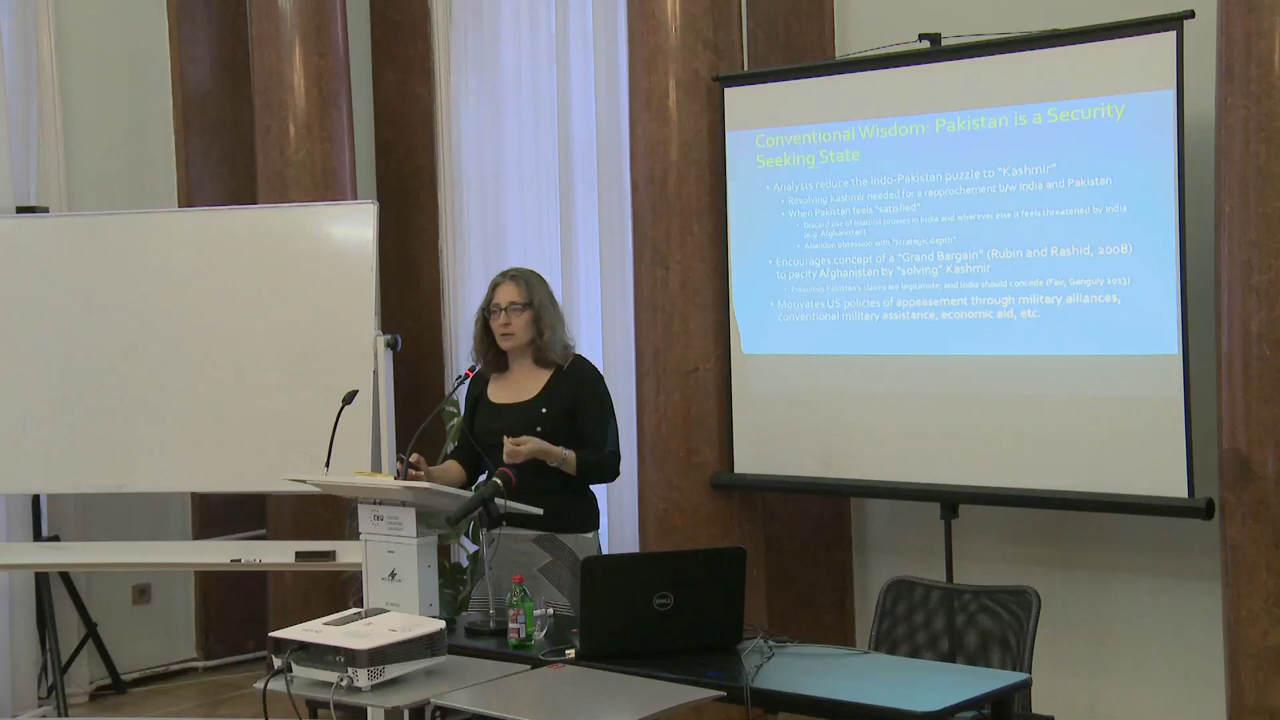 Conventional Wisdom: Pakistan is a Security
Seeking State
• Analysts reduce the Indo-Pakistan puzzle to "Kashmir"
• Resolving Kashmir needed for a rapprochement b/w India and Pakistan
• When Pakistan feels "satisfied"
• Discard use of Islamist proxies in India and wherever else it feels threatened by India
(e.g. Afghanistan)
• Abandon obsession with "strategic depth"
• Encourages concept of a "Grand Bargain" (Rubin and Rashid, 2008)
to pacify Afghanistan by "solving" Kashmir
• Presumes Pakistan's claims are legitimate, and India should concede (Fair, Ganguly 2013)
• Motivates US policies of appeasement through military alliances,
conventional military assistance, economic aid, etc.
DELL